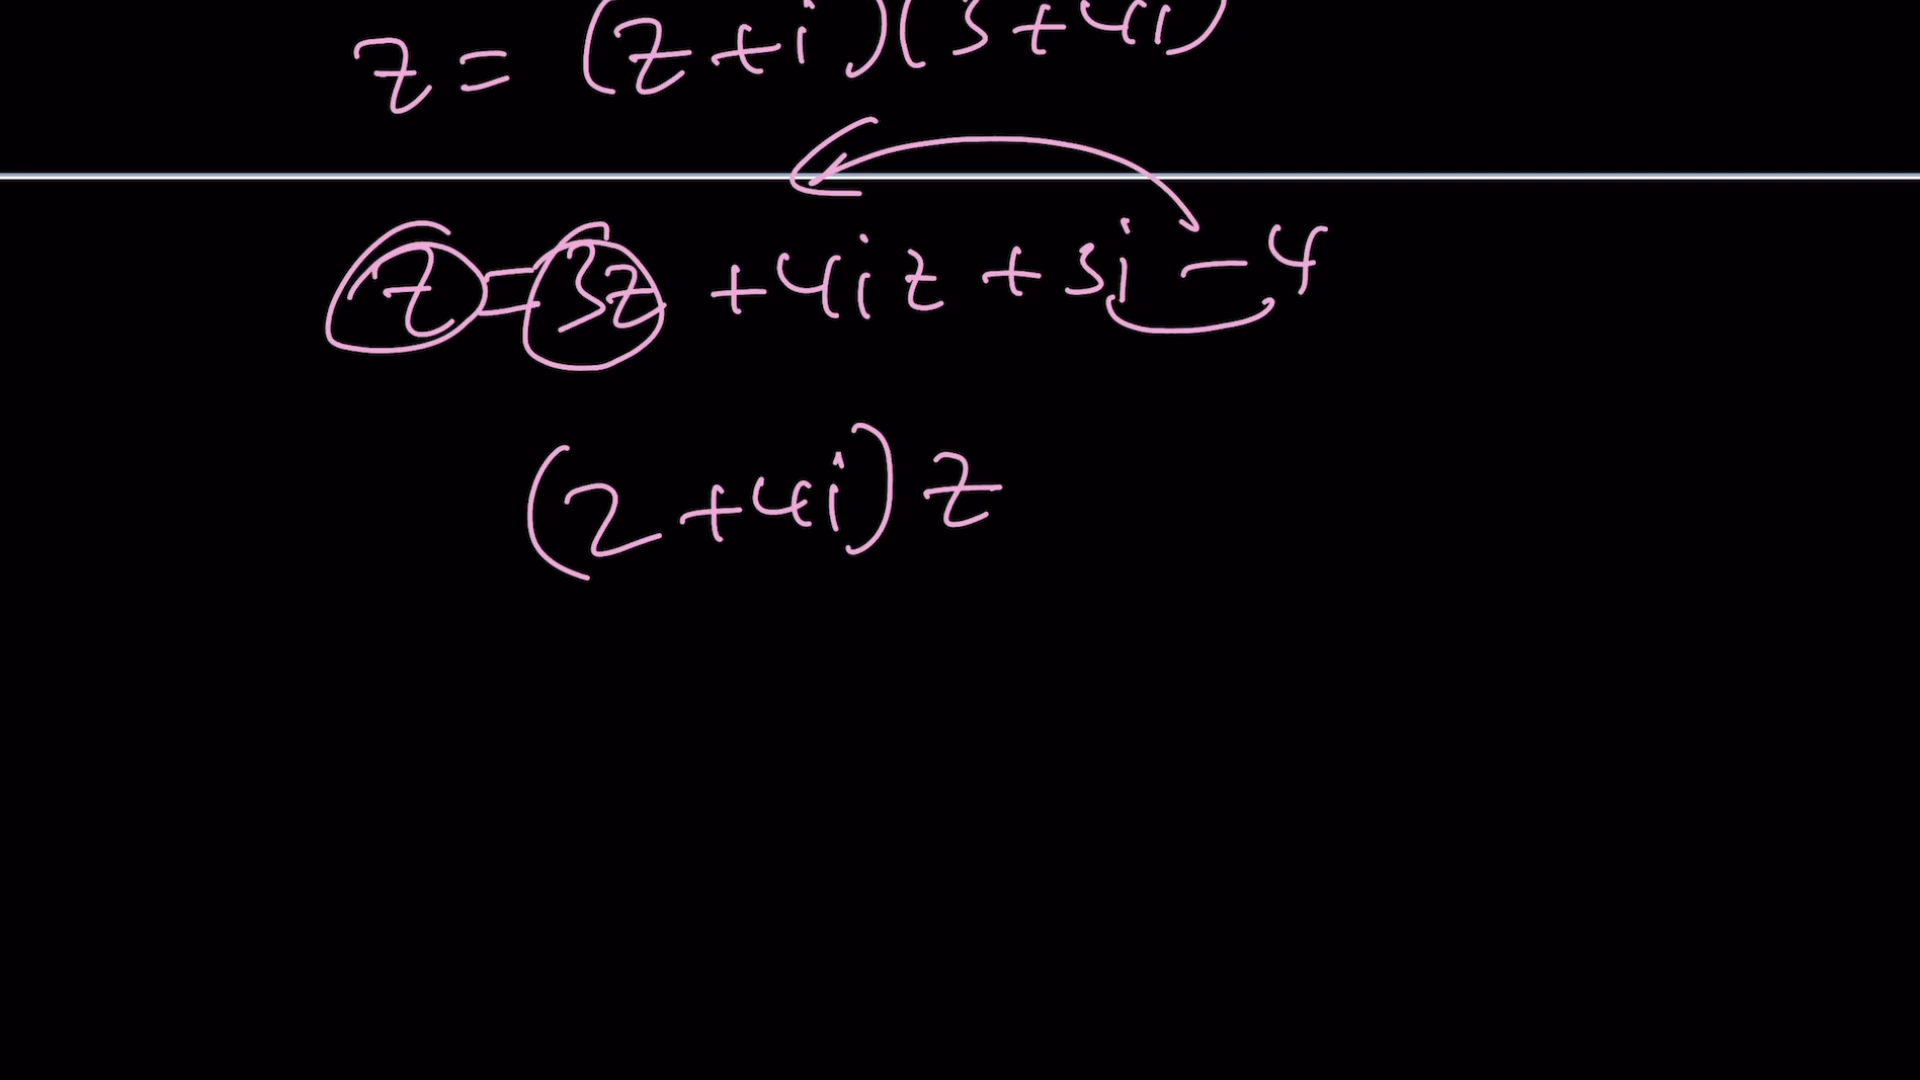 z = (z+i)(3+4i)
z = 3z + 4iz + 3i - 4
(2+4i)z